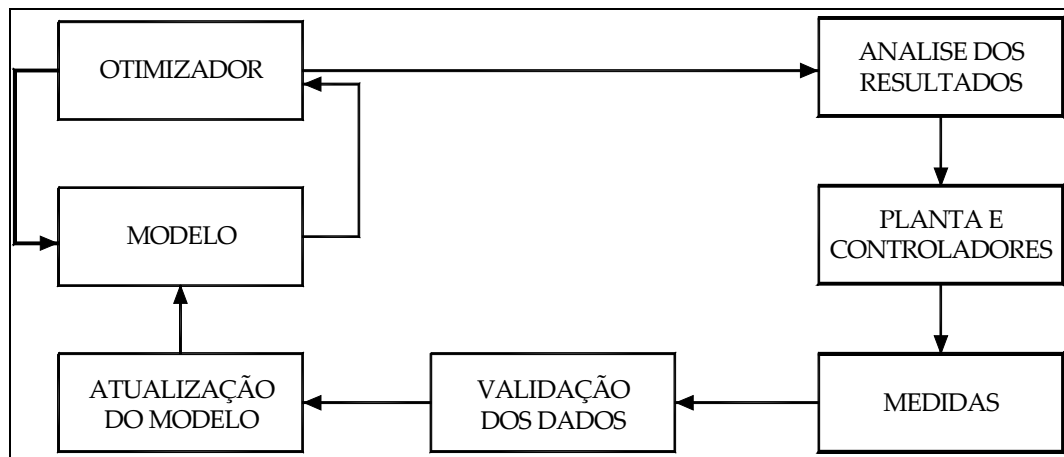 OTIMIZADOR
ANALISE DOS
RESULTADOS
MODELO
PLANTA E
CONTROLADORES
ATUALIZAÇÃO
DO MODELO
VALIDAÇÃO
DOS DADOS
MEDIDAS